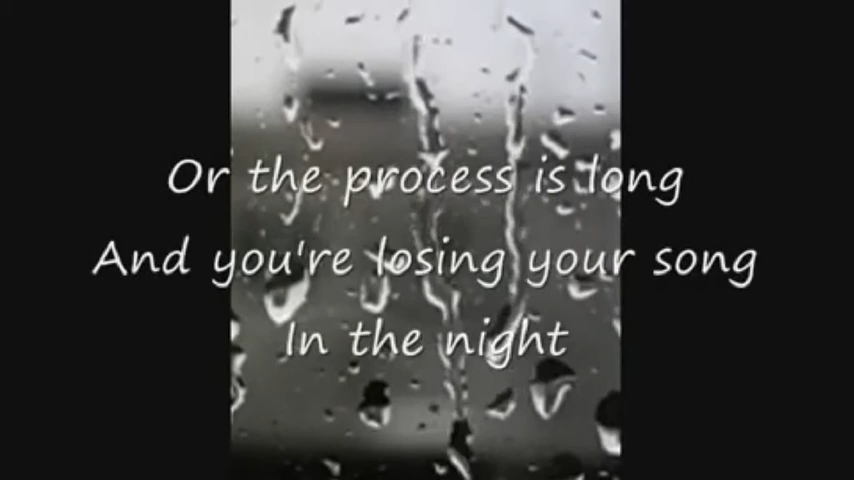 Or the process is long
And you're losing your song
In the night